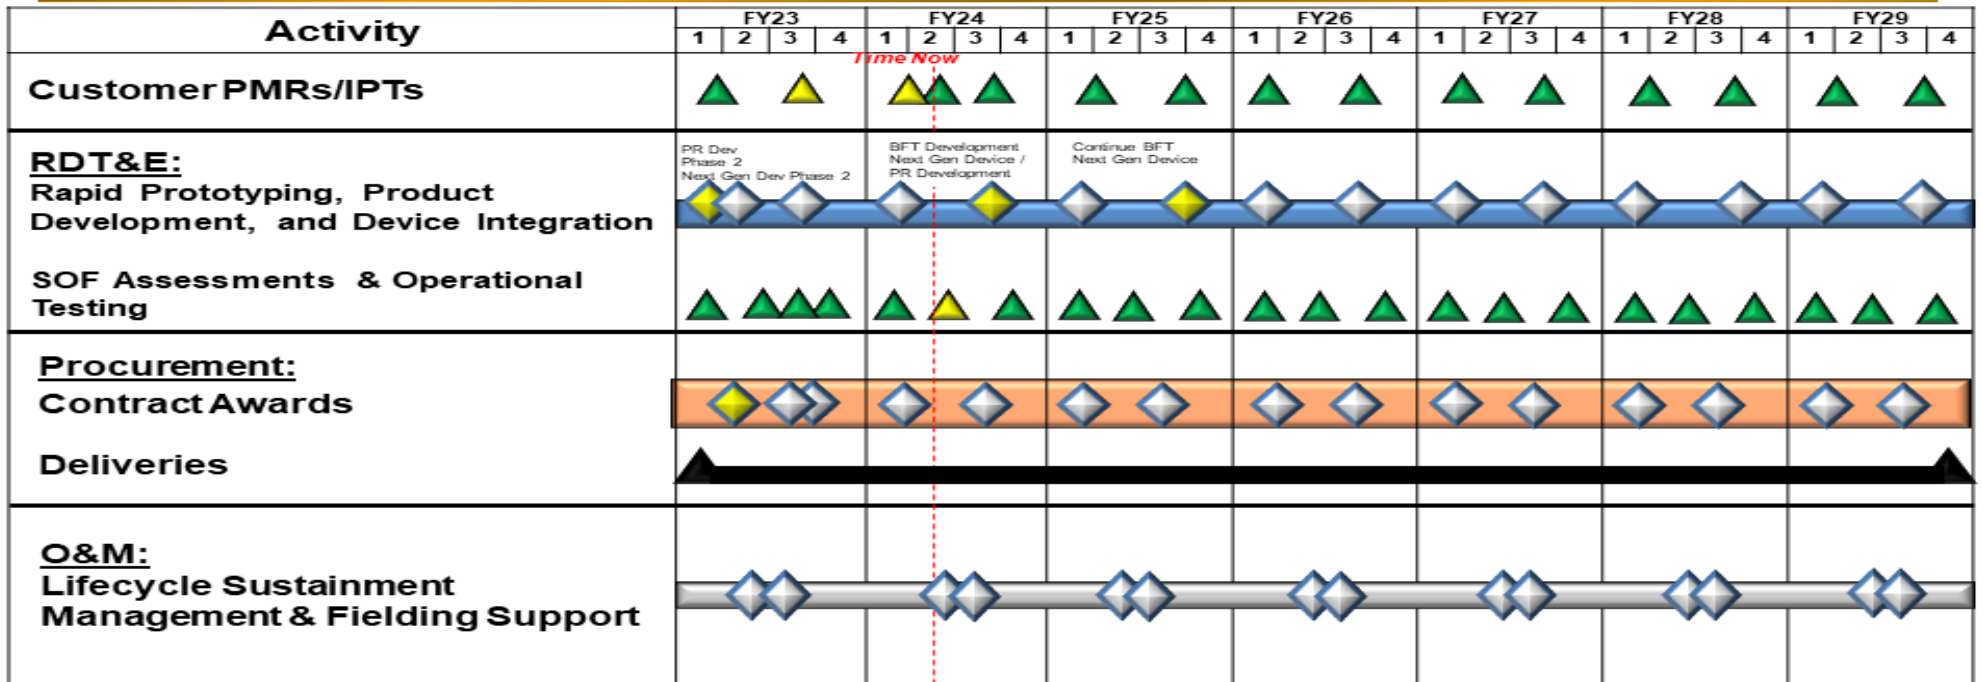 Activity
FY23 FY24 FY25 FY26 FY27 FY28 FY29
1 2 3 4 1 2 3 4 1 2 3 4 1 2 3 4 1 2 3 4 1 2 3 4 1 2 3 4
Time Now
Customer PMRs/IPTs
RDT&E:
Rapid Prototyping, Product
Development, and Device Integration
PR Dev
Phase 2
Next Gen Dev Phase 2
BFT Development
Next Gen Device /
PR Development
Continue BFT
Next Gen Device
SOF Assessments & Operational
Testing
Procurement:
Contract Awards
Deliveries
O&M:
Lifecycle Sustainment
Management & Fielding Support